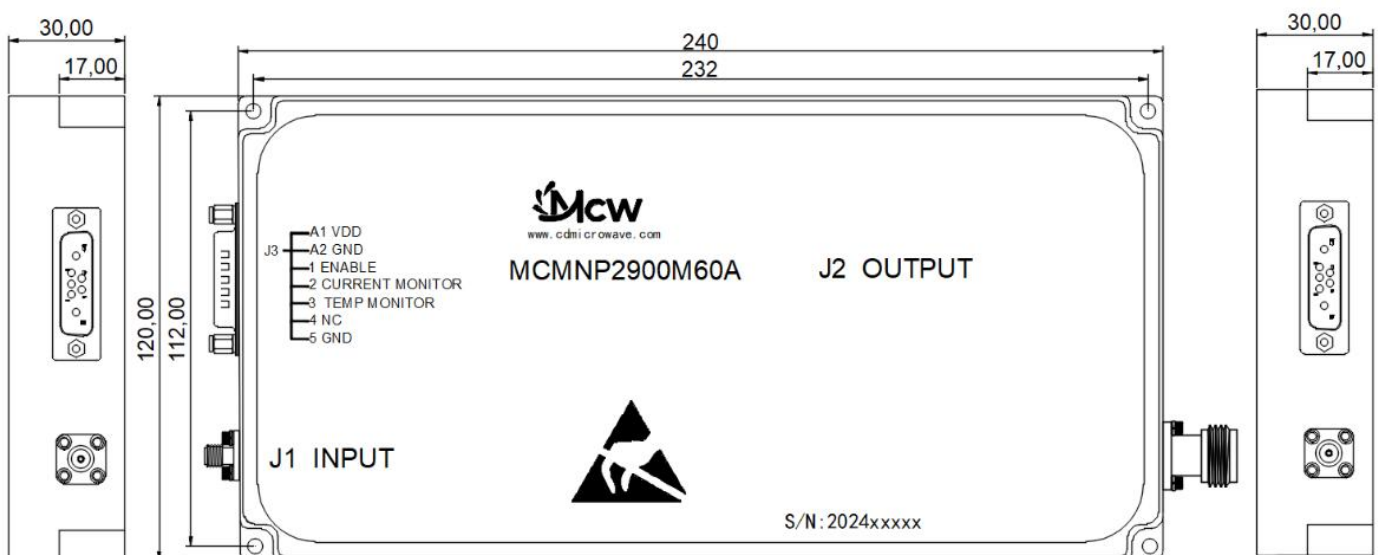 30,00
17,00
240
232
30,00
17,00
Mcw
www.cdmicrowave.com
MCMNP2900M60A
J2 OUTPUT
J3
A1 VDD
A2 GND
1 ENABLE
2 CURRENT MONITOR
3 TEMP MONITOR
4 NC
5 GND
120,00
112,00
J1 INPUT
S/N:2024xxxxx